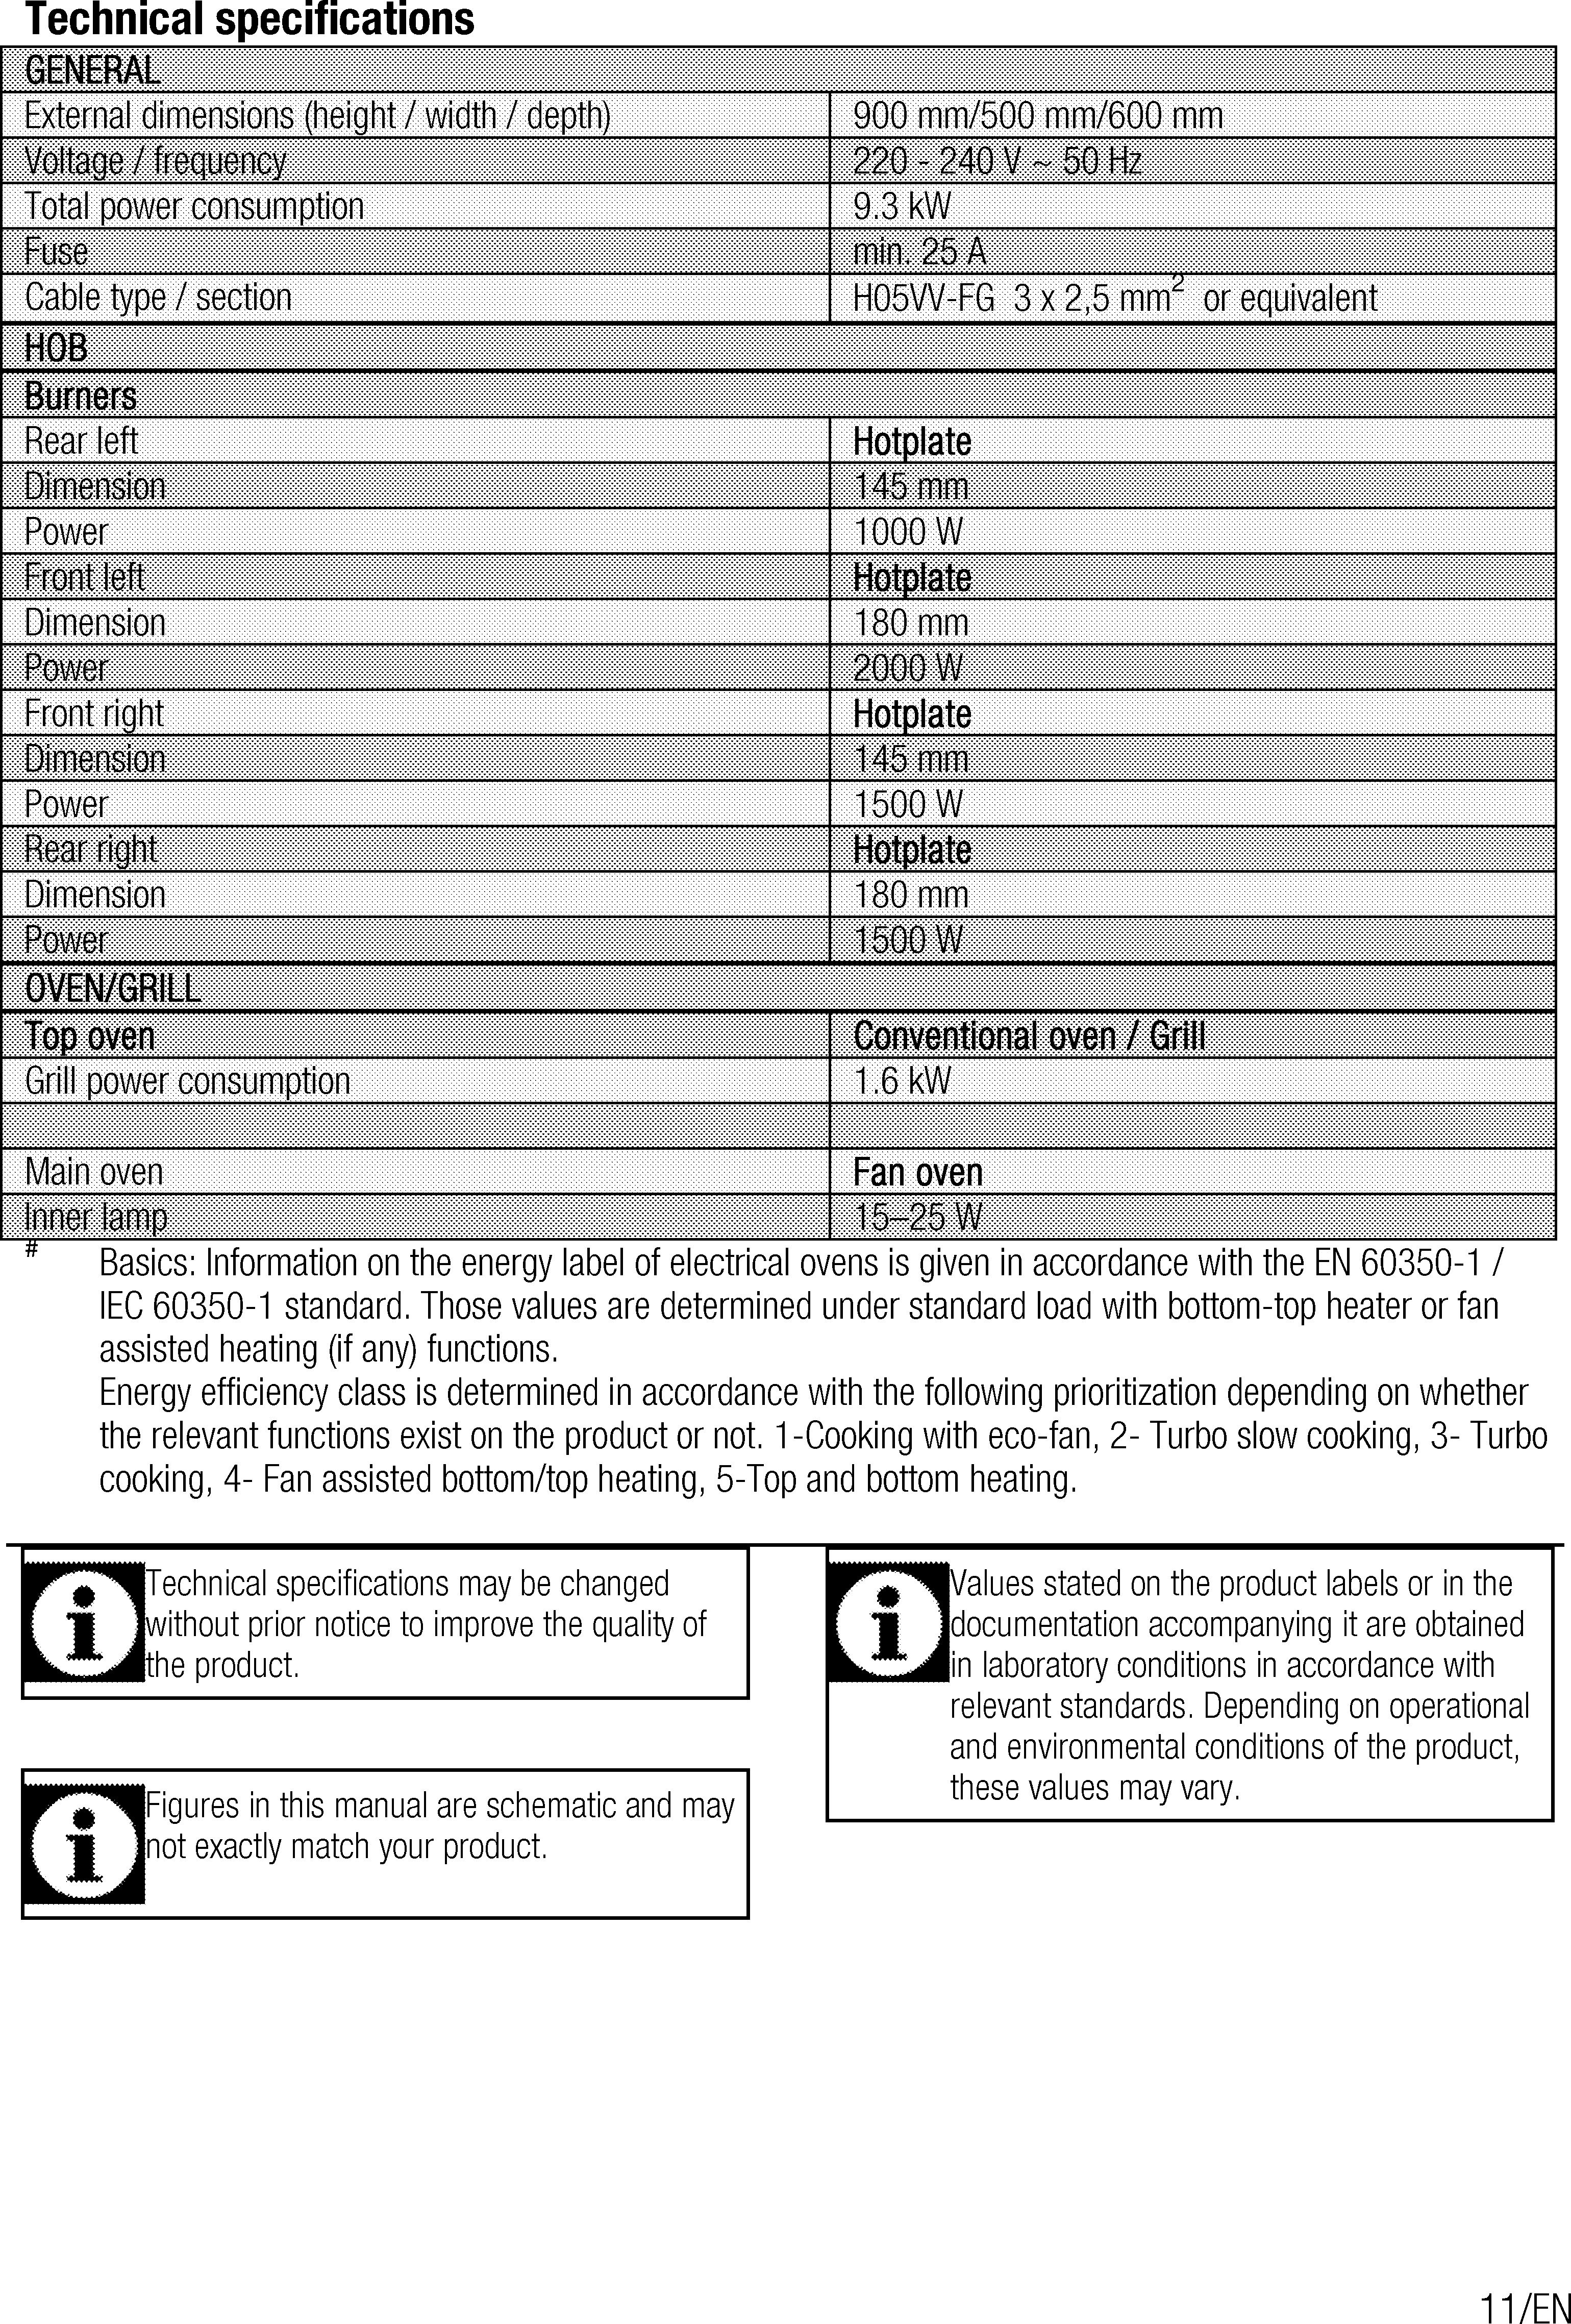 Technical specifications
GENERAL
External dimensions (height / width / depth) 900 mm/500 mm/600 mm
Voltage / frequency 220 - 240 V ~ 50 Hz
Total power consumption 9.3 kW
Fuse min. 25 A
Cable type / section H05VV-FG 3 x 2,5 mm² or equivalent
HOB
Burners
Rear left Hotplate
Dimension 145 mm
Power 1000 W
Front left Hotplate
Dimension 180 mm
Power 2000 W
Front right Hotplate
Dimension 145 mm
Power 1500 W
Rear right Hotplate
Dimension 180 mm
Power 1500 W
OVEN/GRILL
Top oven Conventional oven / Grill
Grill power consumption 1.6 kW
Main oven Fan oven
Inner lamp 15–25 W
# Basics: Information on the energy label of electrical ovens is given in accordance with the EN 60350-1 /
IEC 60350-1 standard. Those values are determined under standard load with bottom-top heater or fan
assisted heating (if any) functions.
Energy efficiency class is determined in accordance with the following prioritization depending on whether
the relevant functions exist on the product or not. 1-Cooking with eco-fan, 2- Turbo slow cooking, 3- Turbo
cooking, 4- Fan assisted bottom/top heating, 5-Top and bottom heating.
Technical specifications may be changed
without prior notice to improve the quality of
the product.
Figures in this manual are schematic and may
not exactly match your product.
Values stated on the product labels or in the
documentation accompanying it are obtained
in laboratory conditions in accordance with
relevant standards. Depending on operational
and environmental conditions of the product,
these values may vary.
11/EN